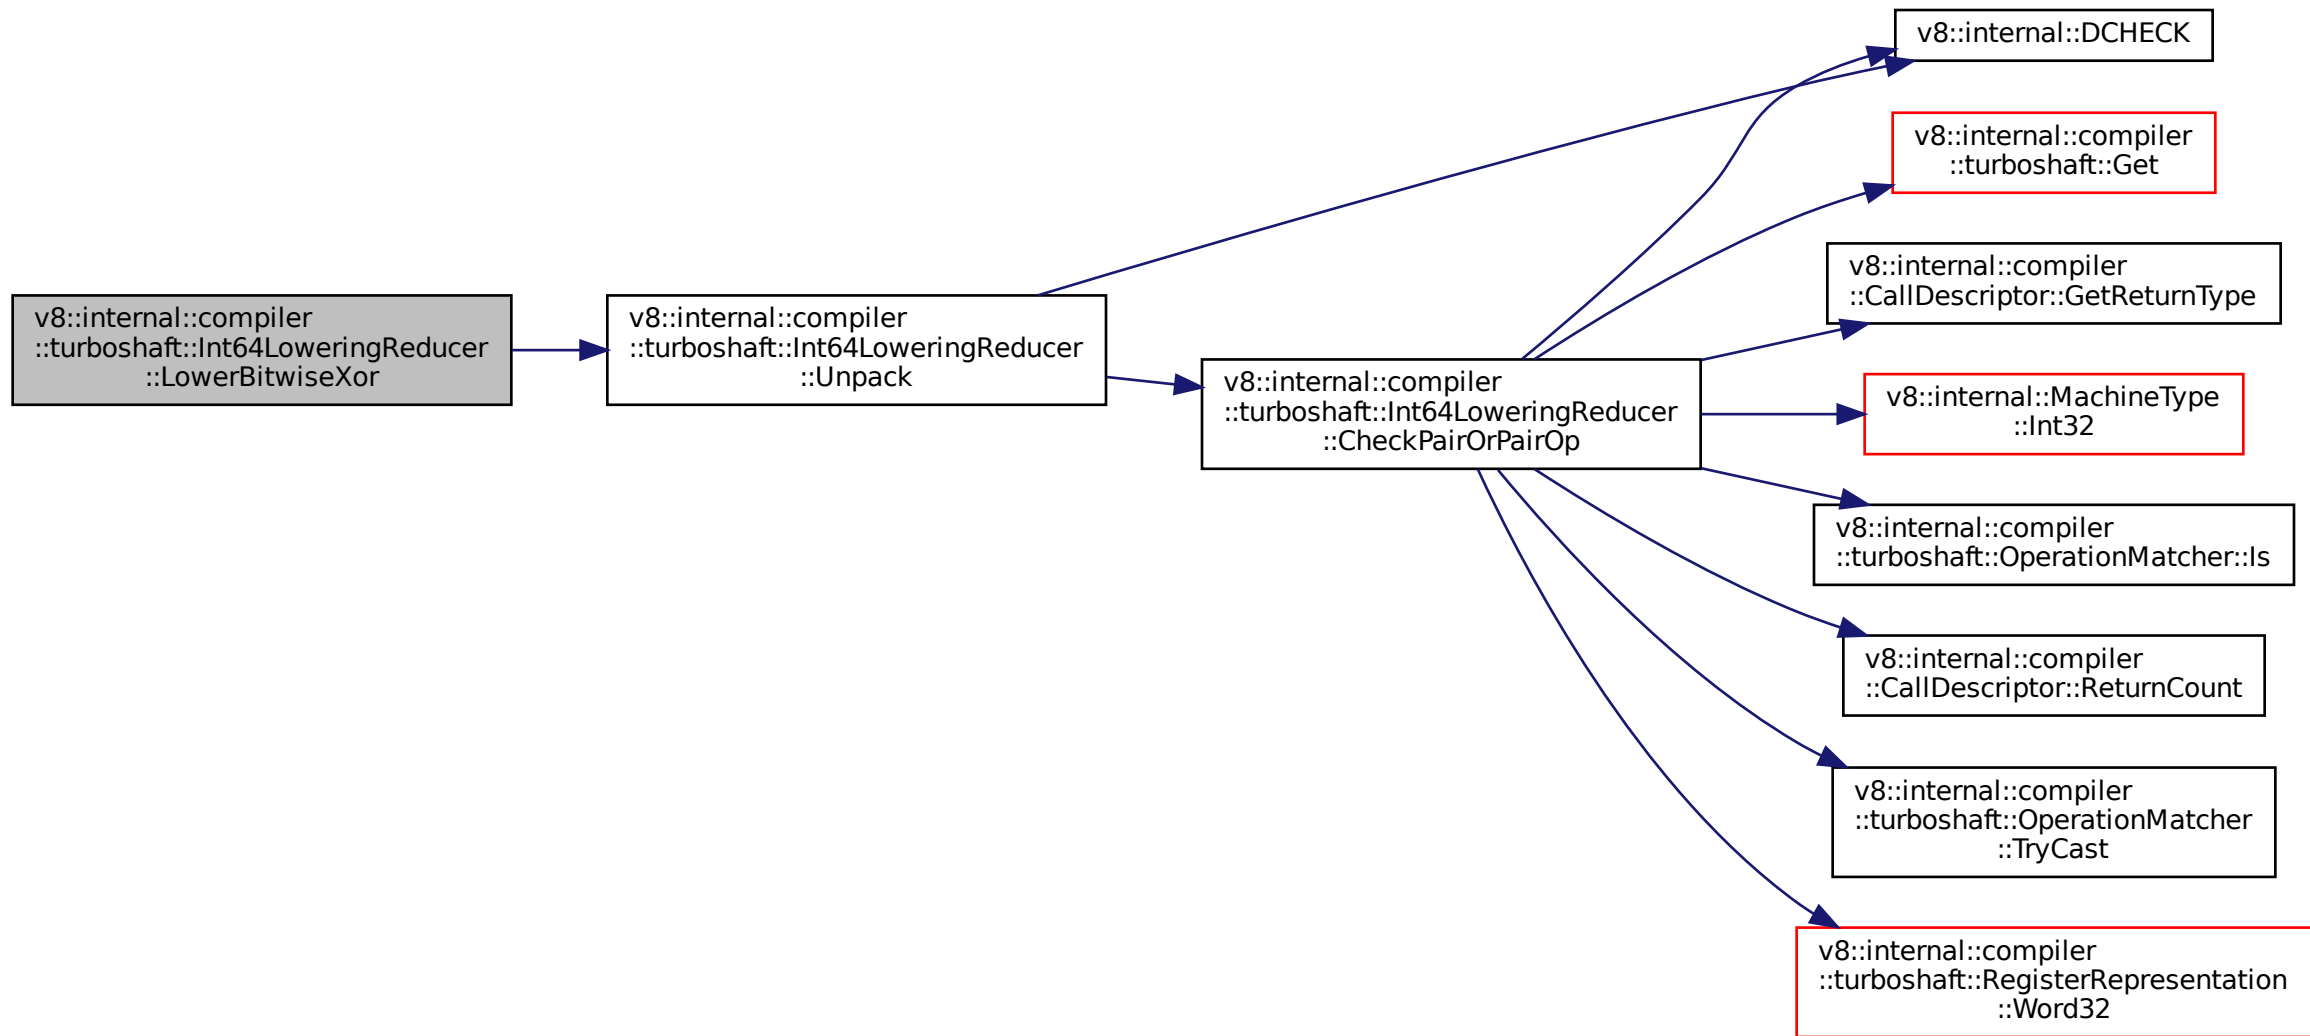 v8::internal::compiler
::turboshaft::Int64LoweringReducer
::LowerBitwiseXor
v8::internal::compiler
::turboshaft::Int64LoweringReducer
::Unpack
v8::internal::compiler
::turboshaft::Int64LoweringReducer
::CheckPairOrPairOp
v8::internal::DCHECK
v8::internal::compiler
::turboshaft::Get
v8::internal::compiler
::CallDescriptor::GetReturnType
v8::internal::MachineType
::Int32
v8::internal::compiler
::turboshaft::OperationMatcher::Is
v8::internal::compiler
::CallDescriptor::ReturnCount
v8::internal::compiler
::turboshaft::OperationMatcher
::TryCast
v8::internal::compiler
::turboshaft::RegisterRepresentation
::Word32